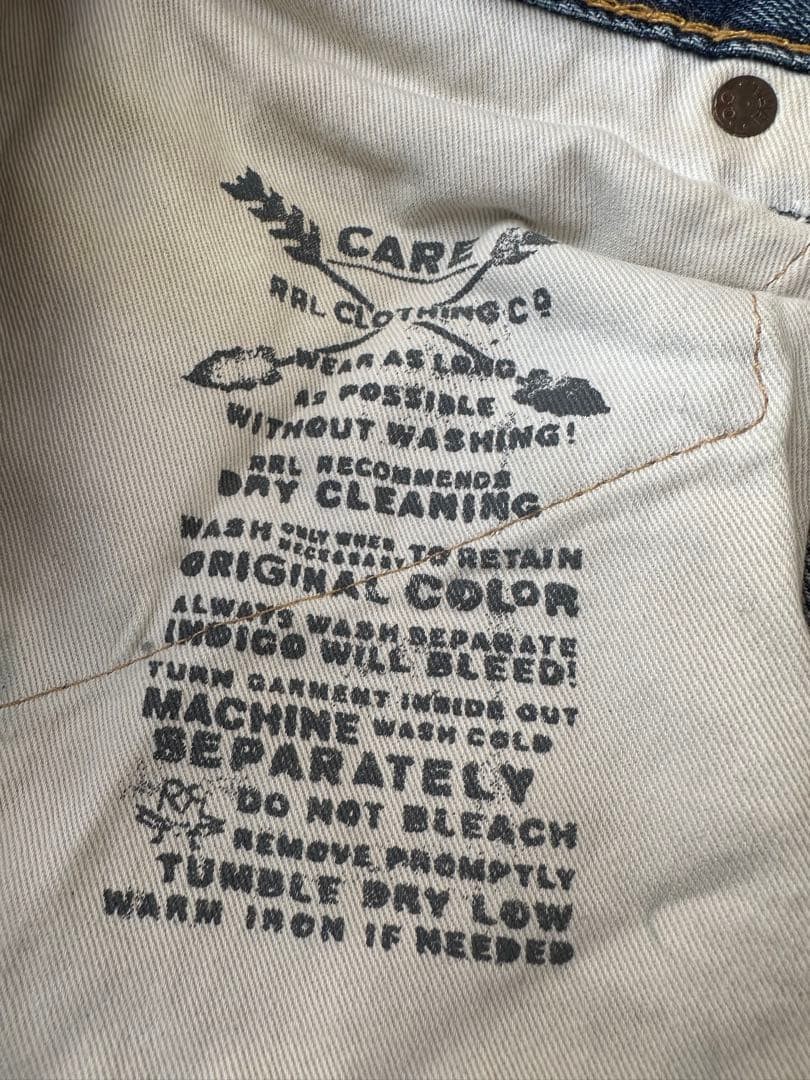 CARE
RRL CLOTHING Co
WEAR AS LONG
AS POSSIBLE
WITHOUT WASHING!
RRL RECOMMENDS
DRY CLEANING
WASH ONLY WHEN NECESSARY TO RETAIN
ORIGINAL COLOR
ALWAYS WASH SEPARATE
INDIGO WILL BLEED!
TURN GARMENT INSIDE OUT
MACHINE WASH COLD
SEPARATELY
RRL DO NOT BLEACH
REMOVE PROMPTLY
TUMBLE DRY LOW
WARM IRON IF NEEDED